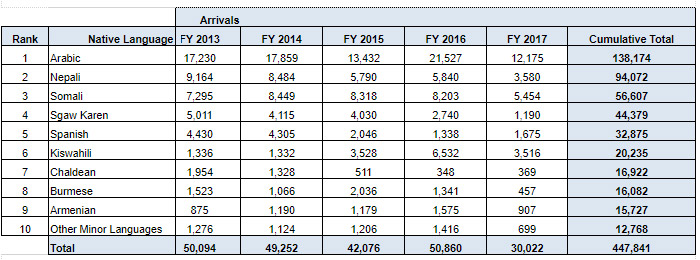 Arrivals
Rank Native Language FY 2013 FY 2014 FY 2015 FY 2016 FY 2017 Cumulative Total
1 Arabic 17,230 17,859 13,432 21,527 12,175 138,174
2 Nepali 9,164 8,484 5,790 5,840 3,580 94,072
3 Somali 7,295 8,449 8,318 8,203 5,454 56,607
4 Sgaw Karen 5,011 4,115 4,030 2,740 1,190 44,379
5 Spanish 4,430 4,305 2,046 1,338 1,675 32,875
6 Kiswahili 1,336 1,332 3,528 6,532 3,516 20,235
7 Chaldean 1,954 1,328 511 348 369 16,922
8 Burmese 1,523 1,066 2,036 1,341 457 16,082
9 Armenian 875 1,190 1,179 1,575 907 15,727
10 Other Minor Languages 1,276 1,124 1,206 1,416 699 12,768
Total 50,094 49,252 42,076 50,860 30,022 447,841